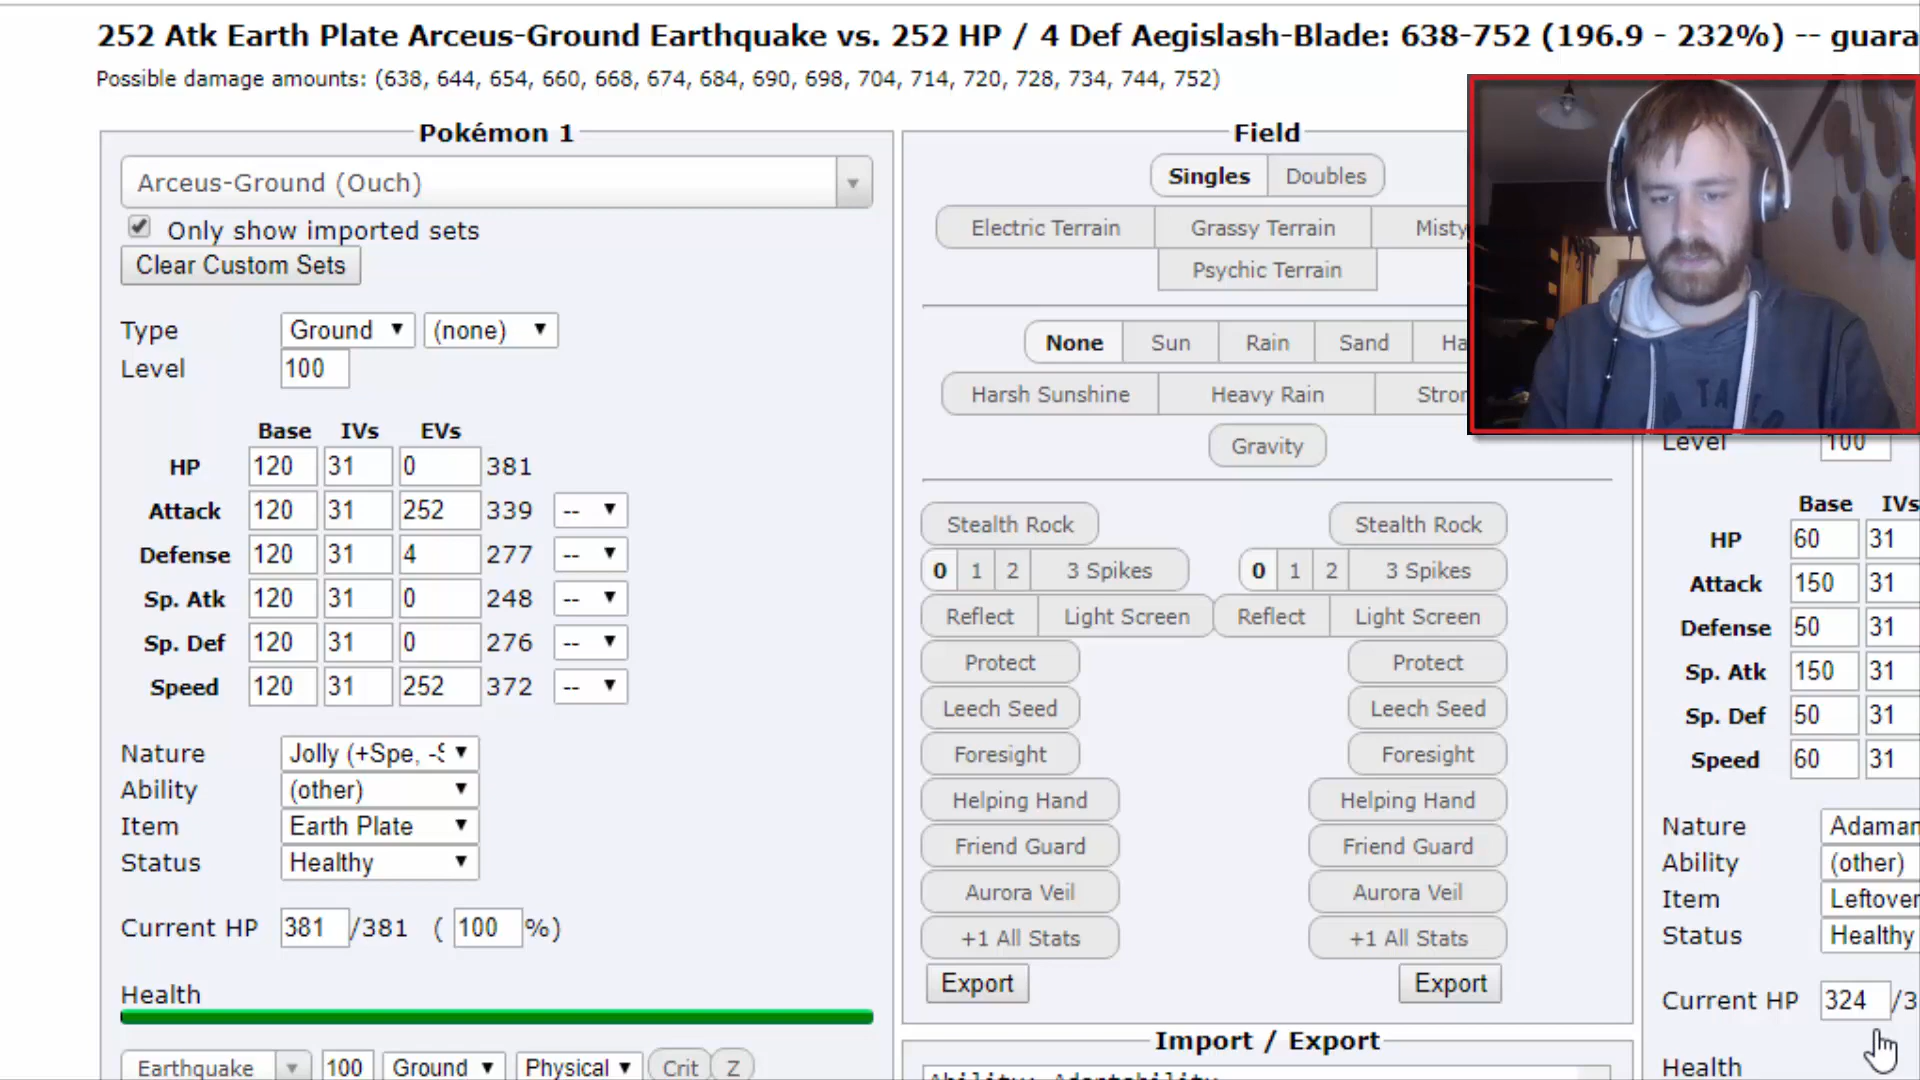 252 Atk Earth Plate Arceus-Ground Earthquake vs. 252 HP / 4 Def Aegislash-Blade: 638-752 (196.9 - 232%) -- guara
Possible damage amounts: (638, 644, 654, 660, 668, 674, 684, 690, 698, 704, 714, 720, 728, 734, 744, 752)
Pokémon 1
Arceus-Ground (Ouch)
Only show imported sets
Clear Custom Sets
Type Ground (none)
Level 100
Base IVs EVs
HP 120 31 0 381
Attack 120 31 252 339 --
Defense 120 31 4 277 --
Sp. Atk 120 31 0 248 --
Sp. Def 120 31 0 276 --
Speed 120 31 252 372 --
Nature Jolly (+Spe, -S
Ability (other)
Item Earth Plate
Status Healthy
Current HP 381 /381 ( 100 %)
Health
Earthquake 100 Ground Physical Crit Z
Field
Singles Doubles
Electric Terrain Grassy Terrain Misty
Psychic Terrain
None Sun Rain Sand Ha
Harsh Sunshine Heavy Rain Stron
Gravity
Stealth Rock Stealth Rock
0 1 2 3 Spikes 0 1 2 3 Spikes
Reflect Light Screen Reflect Light Screen
Protect Protect
Leech Seed Leech Seed
Foresight Foresight
Helping Hand Helping Hand
Friend Guard Friend Guard
Aurora Veil Aurora Veil
+1 All Stats +1 All Stats
Export Export
Import / Export
Ability: Adaptability
Level 100
Base IVs
HP 60 31
Attack 150 31
Defense 50 31
Sp. Atk 150 31
Sp. Def 50 31
Speed 60 31
Nature Adaman
Ability (other)
Item Leftover
Status Healthy
Current HP 324 /3
Health